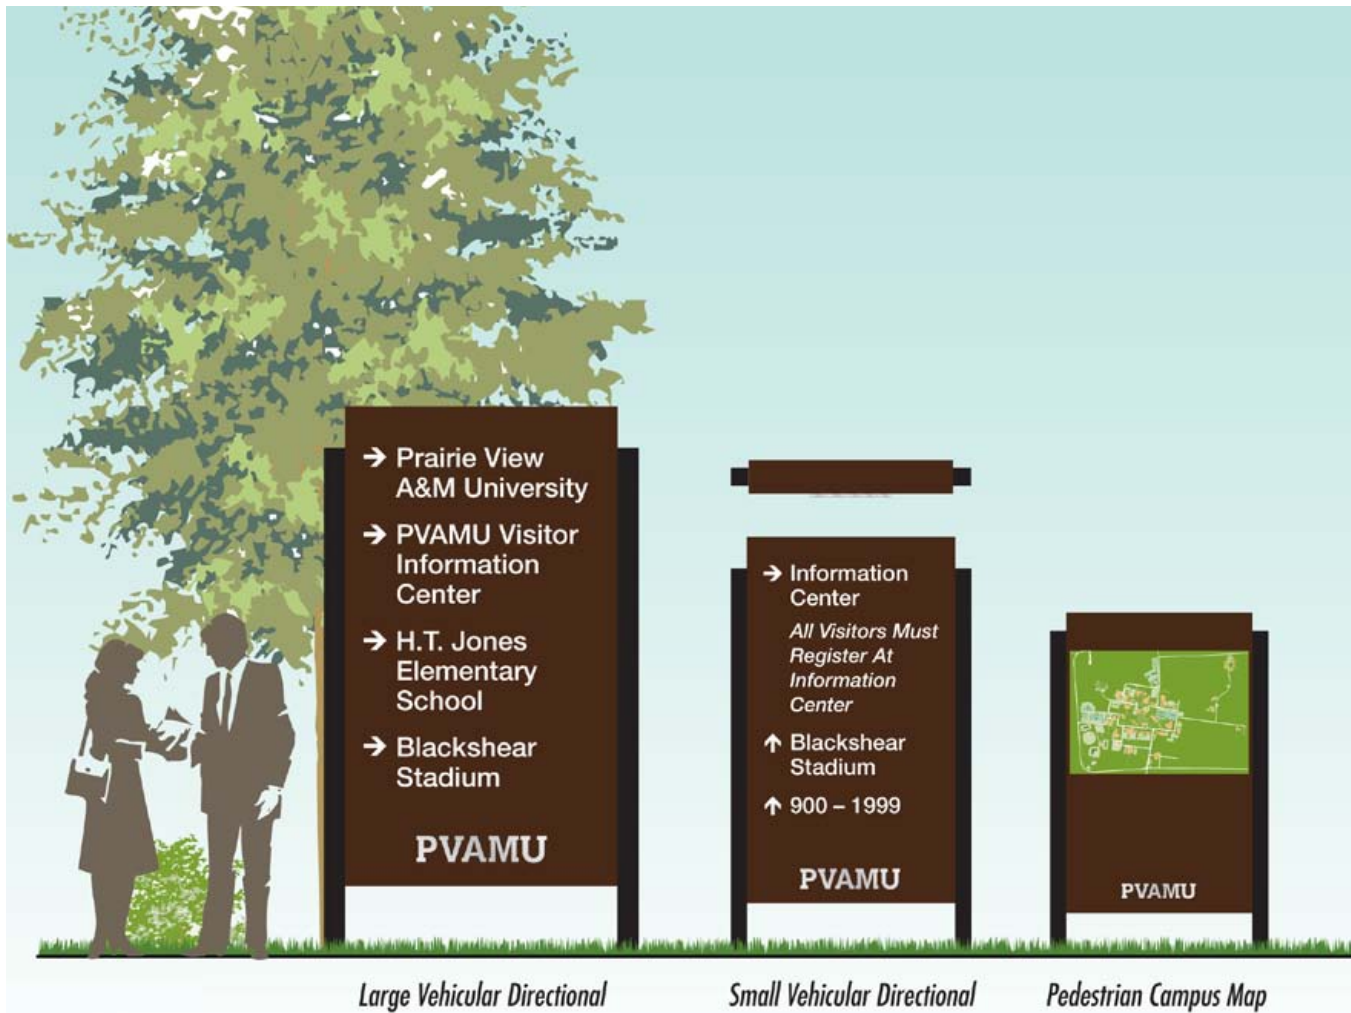 → Prairie View
A&M University
→ PVAMU Visitor
Information
Center
→ H.T. Jones
Elementary
School
→ Blackshear
Stadium
PVAMU
→ Information
Center
All Visitors Must
Register At
Information
Center
↑ Blackshear
Stadium
↑ 900 – 1999
PVAMU
PVAMU
Large Vehicular Directional
Small Vehicular Directional
Pedestrian Campus Map